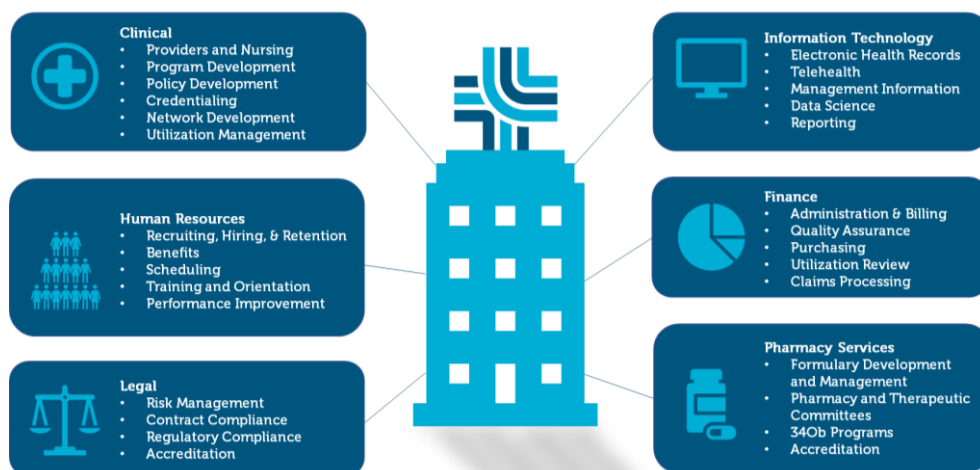 Clinical
• Providers and Nursing
• Program Development
• Policy Development
• Credentialing
• Network Development
• Utilization Management
Human Resources
• Recruiting, Hiring, & Retention
• Benefits
• Scheduling
• Training and Orientation
• Performance Improvement
Legal
• Risk Management
• Contract Compliance
• Regulatory Compliance
• Accreditation
Information Technology
• Electronic Health Records
• Telehealth
• Management Information
• Data Science
• Reporting
Finance
• Administration & Billing
• Quality Assurance
• Purchasing
• Utilization Review
• Claims Processing
Pharmacy Services
• Formulary Development
and Management
• Pharmacy and Therapeutic
Committees
• 34Ob Programs
• Accreditation